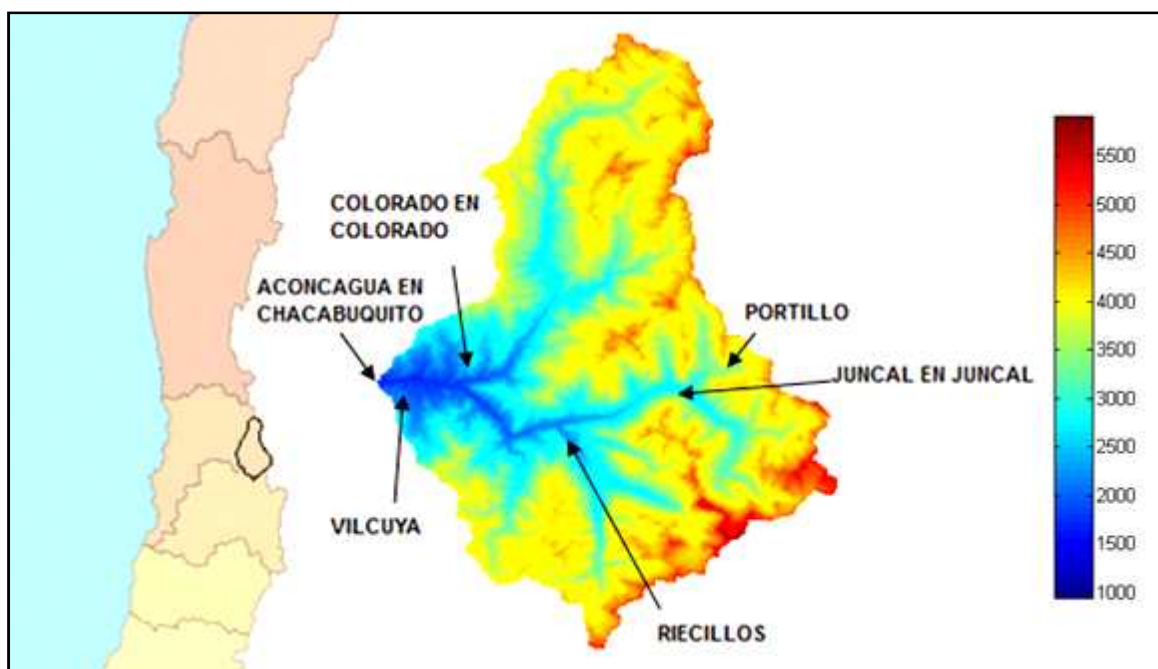 COLORADO EN
COLORADO
ACONCAGUA EN
CHACABUQUITO
PORTILLO
JUNCAL EN JUNCAL
VILCUYA
RIECILLOS
5500
5000
4500
4000
3500
3000
2500
2000
1500
1000